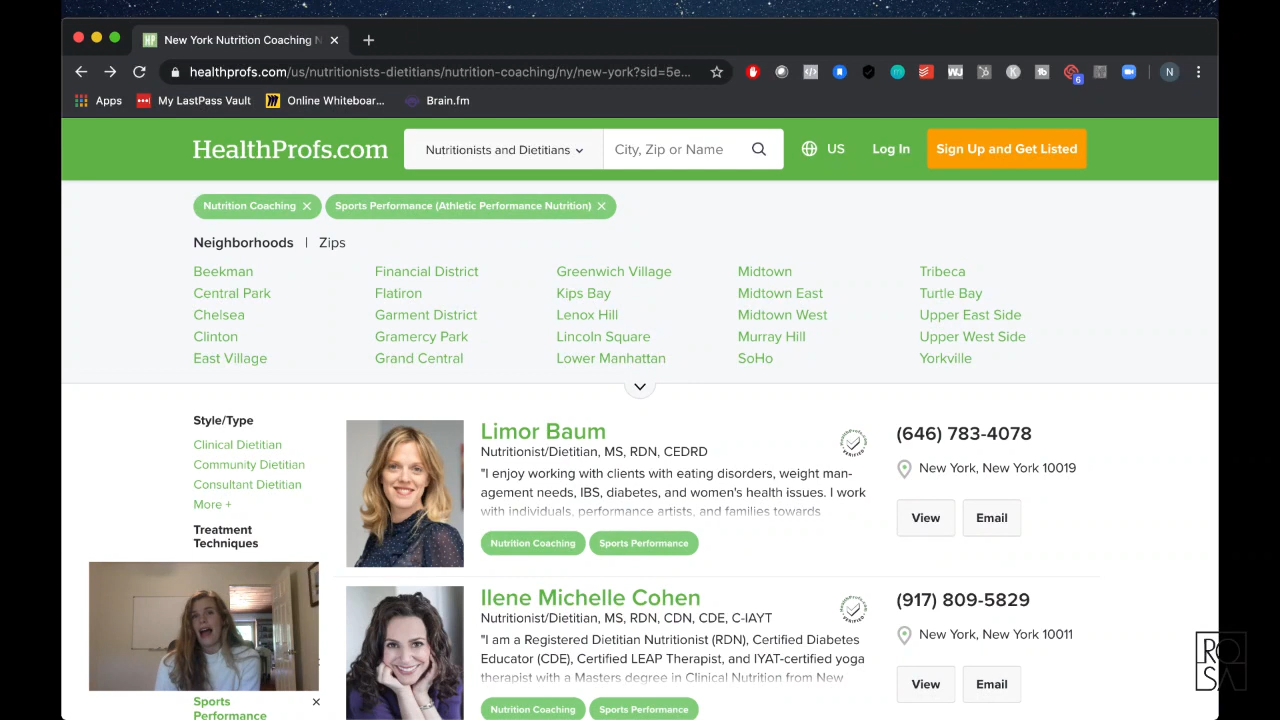 New York Nutrition Coaching N
healthprofs.com/us/nutritionists-dietitians/nutrition-coaching/ny/new-york?sid=5e...
6
N
Apps
My LastPass Vault
Online Whiteboar...
Brain.fm
HealthProfs.com
Nutritionists and Dietitians
City, Zip or Name
US
Log In
Sign Up and Get Listed
Nutrition Coaching ×
Sports Performance (Athletic Performance Nutrition) ×
Neighborhoods | Zips
Beekman Financial District Greenwich Village Midtown Tribeca
Central Park Flatiron Kips Bay Midtown East Turtle Bay
Chelsea Garment District Lenox Hill Midtown West Upper East Side
Clinton Gramercy Park Lincoln Square Murray Hill Upper West Side
East Village Grand Central Lower Manhattan SoHo Yorkville
Style/Type
Clinical Dietitian
Community Dietitian
Consultant Dietitian
More +
Treatment
Techniques
Sports
Performance
Limor Baum
Nutritionist/Dietitian, MS, RDN, CEDRD
"I enjoy working with clients with eating disorders, weight man-
agement needs, IBS, diabetes, and women's health issues. I work
with individuals, performance artists, and families towards
Nutrition Coaching
Sports Performance
VERIFIED
(646) 783-4078
New York, New York 10019
View
Email
Ilene Michelle Cohen
Nutritionist/Dietitian, MS, RDN, CDN, CDE, C-IAYT
"I am a Registered Dietitian Nutritionist (RDN), Certified Diabetes
Educator (CDE), Certified LEAP Therapist, and IYAT-certified yoga
therapist with a Masters degree in Clinical Nutrition from New
Nutrition Coaching
Sports Performance
VERIFIED
(917) 809-5829
New York, New York 10011
View
Email
ROSA